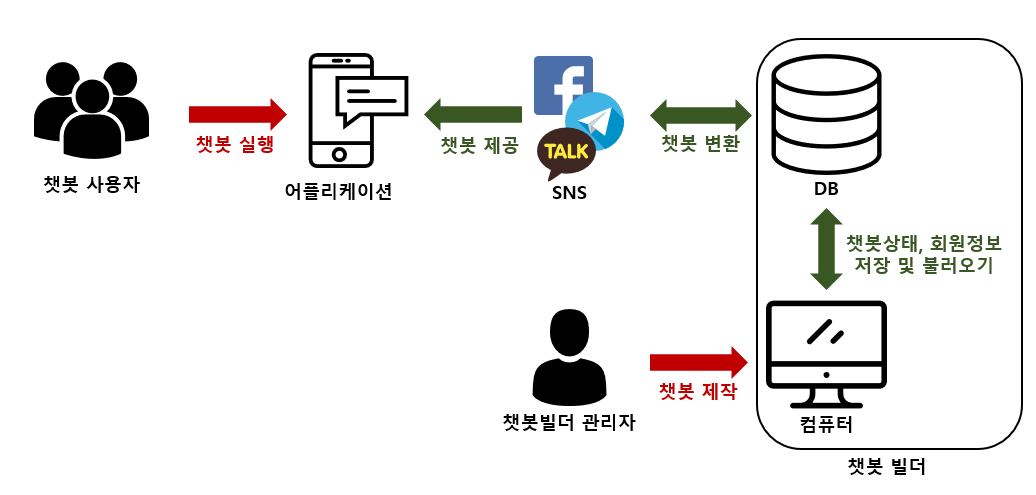 챗봇 실행
챗봇 제공
TALK
챗봇 변환
챗봇 사용자
어플리케이션
SNS
DB
챗봇상태, 회원정보
저장 및 불러오기
챗봇 제작
챗봇빌더 관리자
컴퓨터
챗봇 빌더